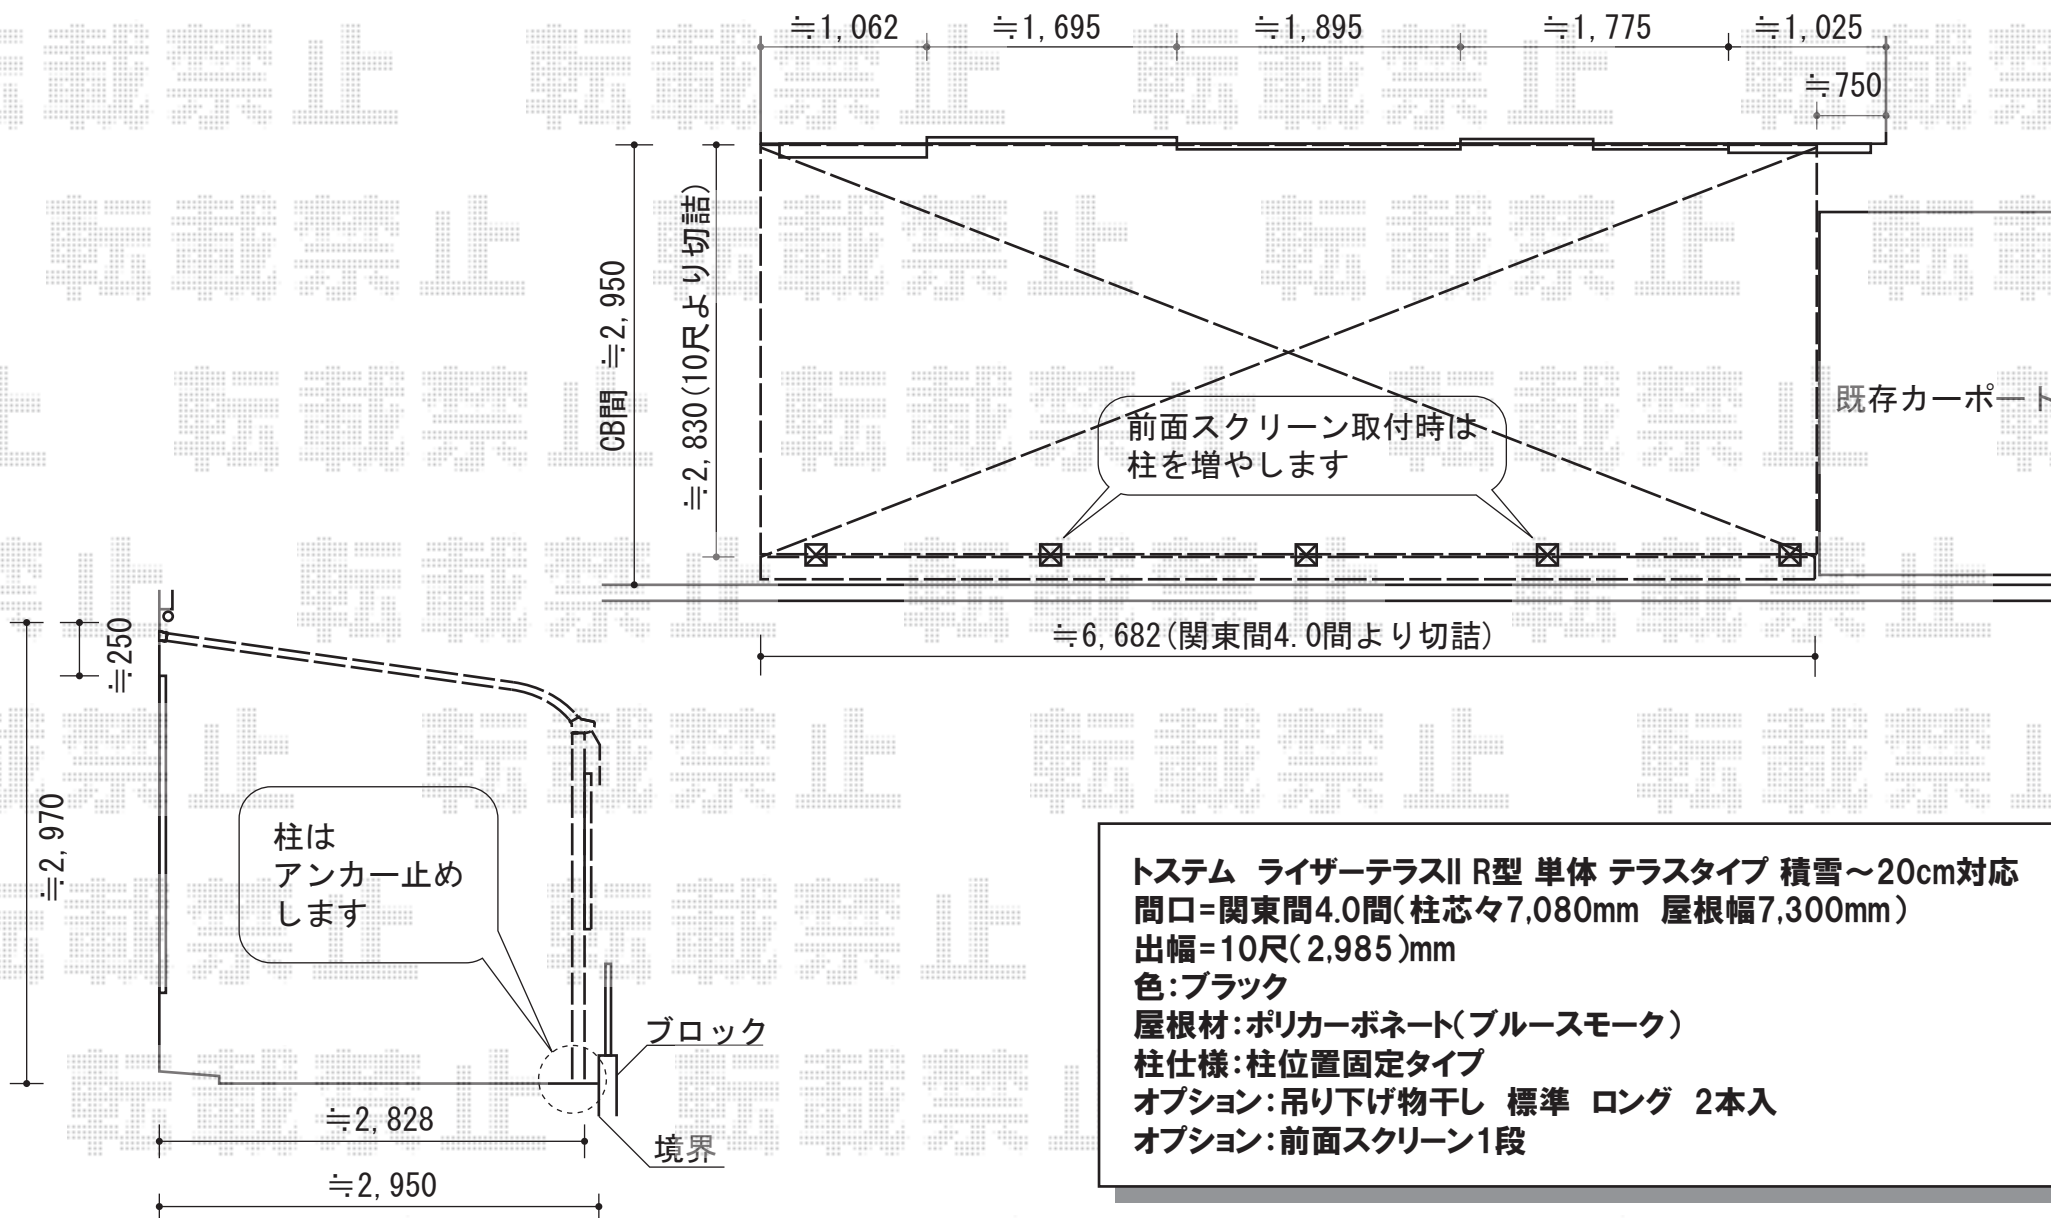 ≒1,062
≒1,695
≒1,895
≒1,775
≒1,025
≒750
CB間 ≒2,950
≒2,830(10尺より切詰)
前面スクリーン取付時は
柱を増やします
既存カーポート
≒6,682(関東間4.0間より切詰)
≒250
≒2,970
柱は
アンカー止め
します
ブロック
境界
≒2,828
≒2,950
トステム ライザーテラスII R型 単体 テラスタイプ 積雪～20cm対応
間口=関東間4.0間(柱芯々7,080mm 屋根幅7,300mm)
出幅=10尺(2,985)mm
色:ブラック
屋根材:ポリカーボネート(ブルースモーク)
柱仕様:柱位置固定タイプ
オプション:吊り下げ物干し 標準 ロング 2本入
オプション:前面スクリーン1段
転載禁止